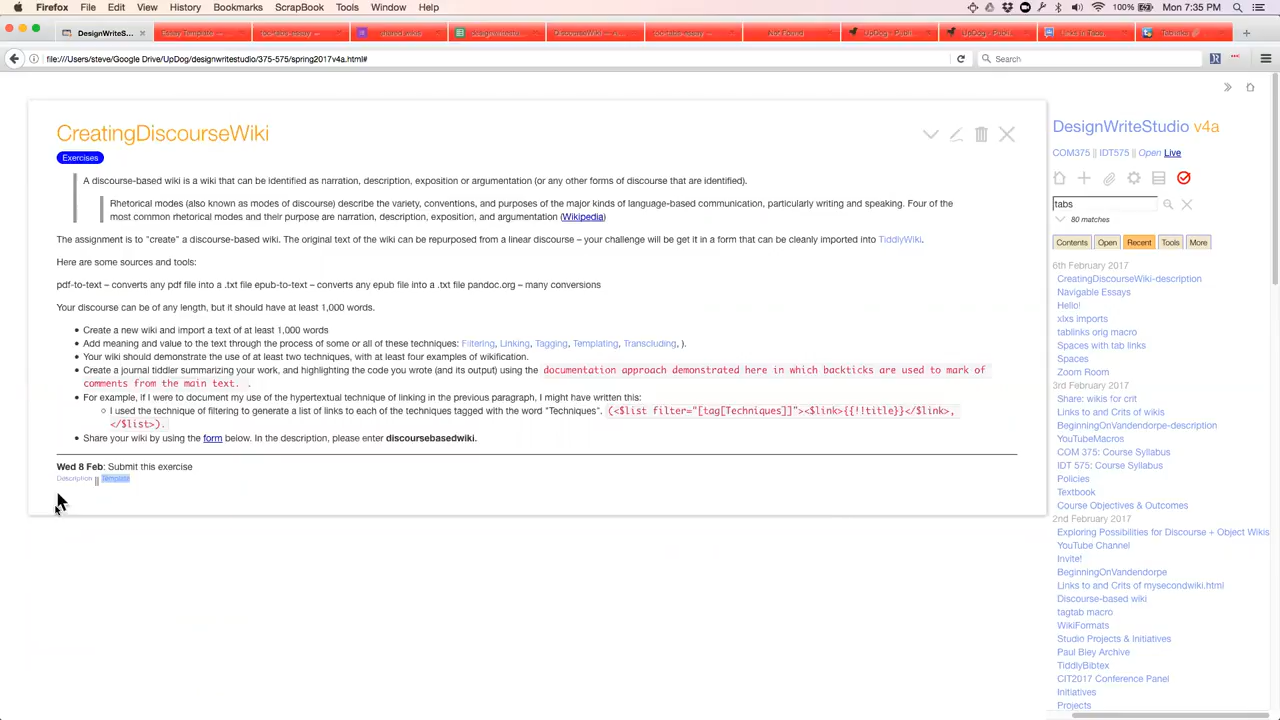 Firefox File Edit View History Bookmarks ScrapBook Tools Window Help 100% Mon 7:35 PM
DesignWriteS... Essay Template toc-tabs-essay shared wikis Not Found UpDog - Publi UpDog - Publi Links in Tabs
file:///Users/steve/Google Drive/UpDog/designwritestudio/375-575/spring2017v4a.html# Search
CreatingDiscourseWiki
Exercises
A discourse-based wiki is a wiki that can be identified as narration, description, exposition or argumentation (or any other forms of discourse that are identified).
Rhetorical modes (also known as modes of discourse) describe the variety, conventions, and purposes of the major kinds of language-based communication, particularly writing and speaking. Four of the
most common rhetorical modes and their purpose are narration, description, exposition, and argumentation (Wikipedia)
The assignment is to "create" a discourse-based wiki. The original text of the wiki can be repurposed from a linear discourse – your challenge will be get it in a form that can be cleanly imported into TiddlyWiki.
Here are some sources and tools:
pdf-to-text – converts any pdf file into a .txt file epub-to-text – converts any epub file into a .txt file pandoc.org – many conversions
Your discourse can be of any length, but it should have at least 1,000 words.
• Create a new wiki and import a text of at least 1,000 words
• Add meaning and value to the text through the process of some or all of these techniques: Filtering, Linking, Tagging, Templating, Transcluding, ).
• Your wiki should demonstrate the use of at least two techniques, with at least four examples of wikification.
• Create a journal tiddler summarizing your work, and highlighting the code you wrote (and its output) using the documentation approach demonstrated here in which backticks are used to mark of
comments from the main text. .
• For example, if I were to document my use of the hypertextual technique of linking in the previous paragraph, I might have written this:
I used the technique of filtering to generate a list of links to each of the techniques tagged with the word "Techniques". (<$list filter="[tag[Techniques]]"><$link>{{!!title}}</$link>,
</$list>).
• Share your wiki by using the form below. In the description, please enter discoursebasedwiki.
Wed 8 Feb: Submit this exercise
Description || Template
DesignWriteStudio v4a
COM375 || IDT575 || Open Live
tabs
80 matches
Contents Open Recent Tools More
6th February 2017
CreatingDiscourseWiki-description
Navigable Essays
Hello!
xlxs imports
tablinks orig macro
Spaces with tab links
Spaces
Zoom Room
3rd February 2017
Share: wikis for crit
Links to and Crits of wikis
BeginningOnVandendorpe-description
YouTubeMacros
COM 375: Course Syllabus
IDT 575: Course Syllabus
Policies
Textbook
Course Objectives & Outcomes
2nd February 2017
Exploring Possibilities for Discourse + Object Wikis
YouTube Channel
Invite!
BeginningOnVandendorpe
Links to and Crits of mysecondwiki.html
Discourse-based wiki
tagtab macro
WikiFormats
Studin Projects & Initiatives
Paul Bley Archive
TiddlyBibtex
CIT2017 Conference Panel
Initiatives
Projects